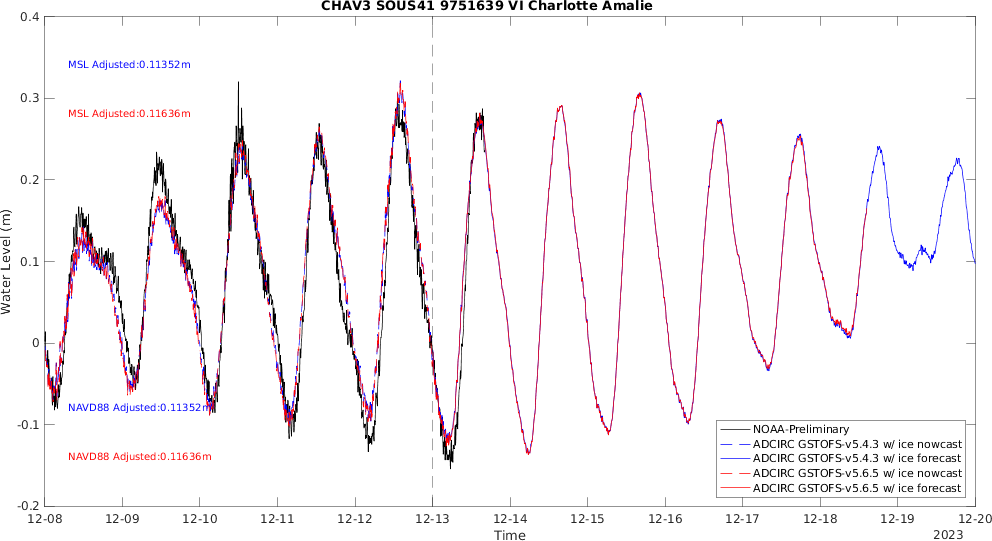 CHAV3 SOUS41 9751639 VI Charlotte Amalie
0.4
0.3
0.2
0.1
0
-0.1
-0.2
Water Level (m)
MSL Adjusted:0.11352m
MSL Adjusted:0.11636m
NAVD88 Adjusted:0.11352m
NAVD88 Adjusted:0.11636m
NOAA-Preliminary
ADCIRC GSTOFS-v5.4.3 w/ ice nowcast
ADCIRC GSTOFS-v5.4.3 w/ ice forecast
ADCIRC GSTOFS-v5.6.5 w/ ice nowcast
ADCIRC GSTOFS-v5.6.5 w/ ice forecast
12-08 12-09 12-10 12-11 12-12 12-13 12-14 12-15 12-16 12-17 12-18 12-19 12-20
Time
2023